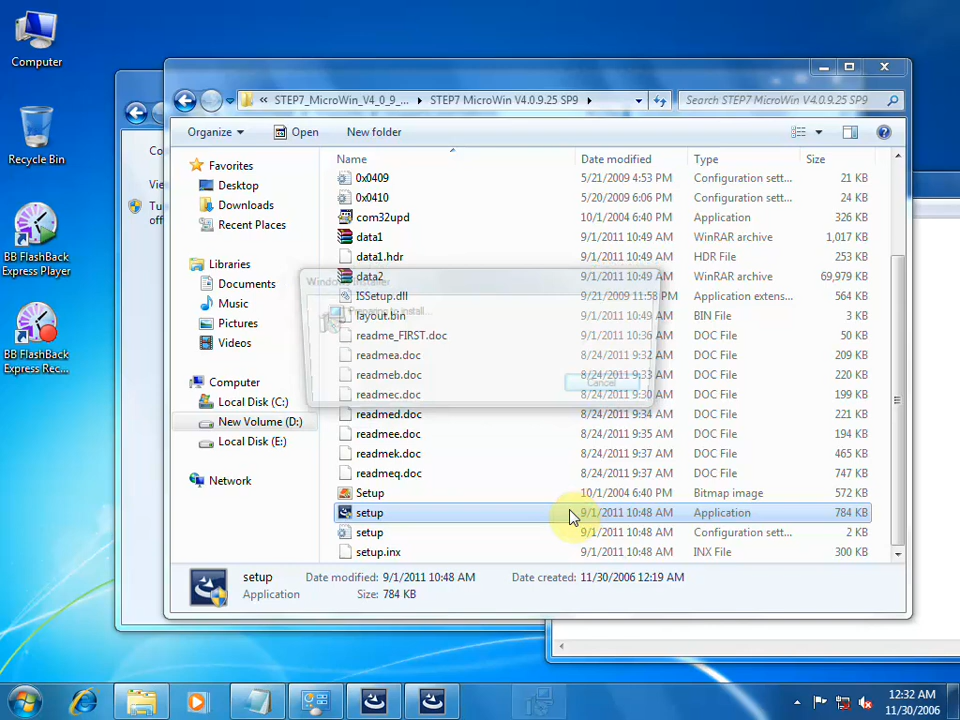 Computer
Recycle Bin
BB FlashBack
Express Player
BB FlashBack
Express Rec...
« STEP7_MicroWin_V4_0_9_... ▸ STEP7 MicroWin V4.0.9.25 SP9 ▸
Search STEP7 MicroWin V4.0.9.25 SP9
Organize
Open
New folder
Co
Vie
Tu
off
Favorites
Desktop
Downloads
Recent Places
Libraries
Documents
Music
Pictures
Videos
Computer
Local Disk (C:)
New Volume (D:)
Local Disk (E:)
Network
Name Date modified Type Size
0x0409 5/21/2009 4:53 PM Configuration sett... 21 KB
0x0410 5/20/2009 6:06 PM Configuration sett... 24 KB
com32upd 10/1/2004 6:40 PM Application 326 KB
data1 9/1/2011 10:49 AM WinRAR archive 1,017 KB
data1.hdr 9/1/2011 10:49 AM HDR File 257 KB
data2 9/1/2011 10:49 AM WinRAR archive 69,979 KB
ISSetup.dll 9/21/2009 11:58 PM Application extens... 564 KB
layout.bin 9/1/2011 10:49 AM BIN File 3 KB
readme_FIRST.doc 9/1/2011 10:36 AM DOC File 50 KB
readmea.doc 8/24/2011 9:32 AM DOC File 209 KB
readmeb.doc 8/24/2011 9:33 AM DOC File 220 KB
readmec.doc 8/24/2011 9:30 AM DOC File 199 KB
readmed.doc 8/24/2011 9:34 AM DOC File 221 KB
readmee.doc 8/24/2011 9:35 AM DOC File 194 KB
readmek.doc 8/24/2011 9:37 AM DOC File 465 KB
readmeq.doc 8/24/2011 9:37 AM DOC File 747 KB
Setup 10/1/2004 6:40 PM Bitmap image 572 KB
setup 9/1/2011 10:48 AM Application 784 KB
setup 9/1/2011 10:48 AM Configuration sett... 2 KB
setup.inx 9/1/2011 10:48 AM INX File 300 KB
Windows Installer
Preparing to install...
Cancel
setup Date modified: 9/1/2011 10:48 AM Date created: 11/30/2006 12:19 AM
Application Size: 784 KB
12:32 AM
11/30/2006